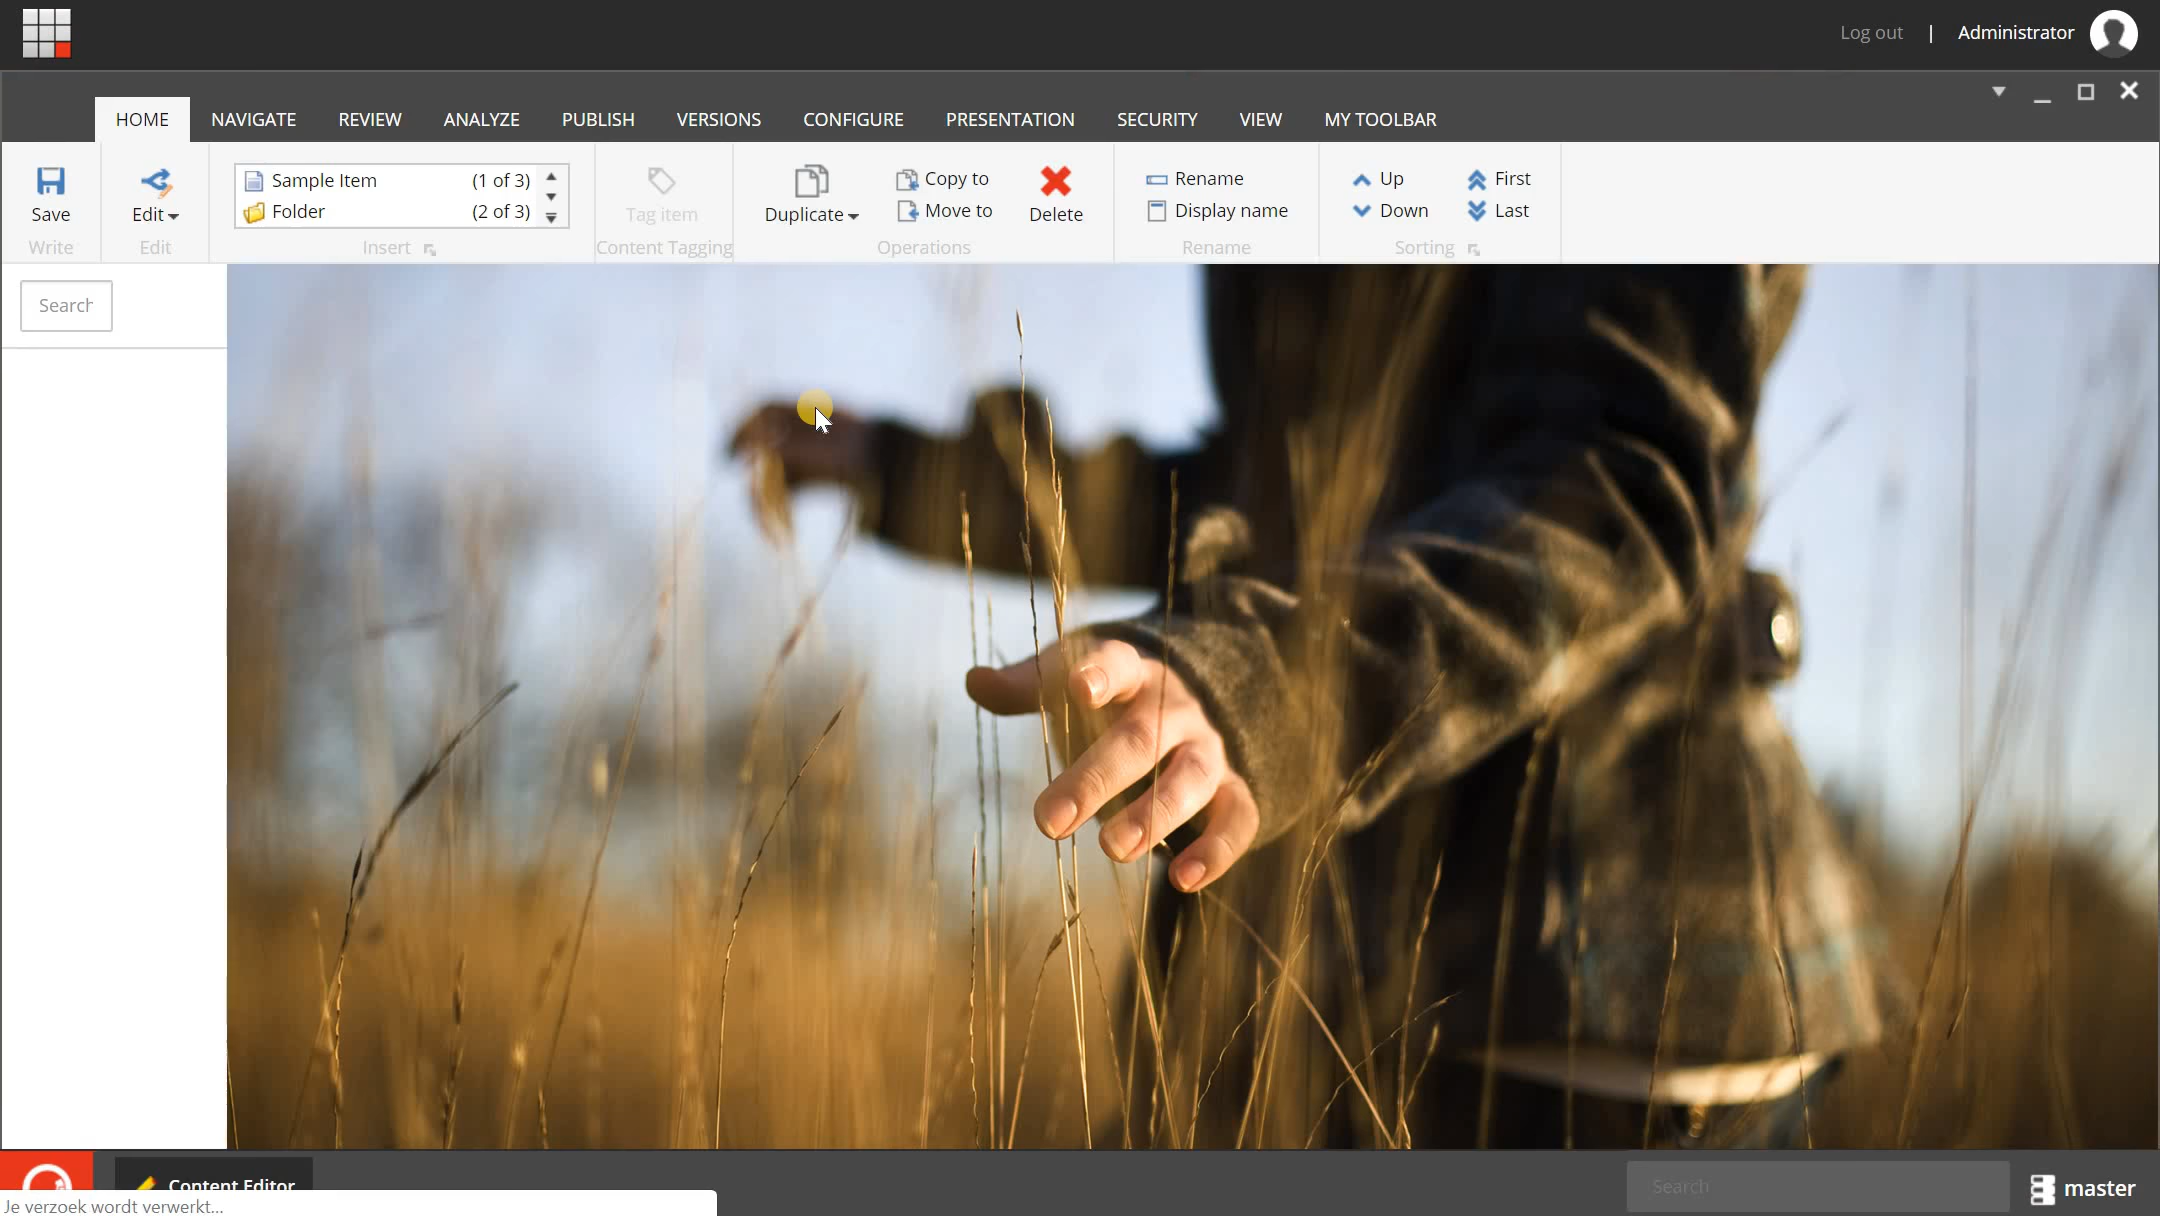 Log out | Administrator
HOME NAVIGATE REVIEW ANALYZE PUBLISH VERSIONS CONFIGURE PRESENTATION SECURITY VIEW MY TOOLBAR
Sample Item (1 of 3)
Folder (2 of 3)
Save
Edit
Tag item
Duplicate
Copy to
Move to
Delete
Rename
Display name
Up
Down
First
Last
Write
Edit
Insert
Content Tagging
Operations
Rename
Sorting
Search
Content Editor
Search
master
Je verzoek wordt verwerkt...